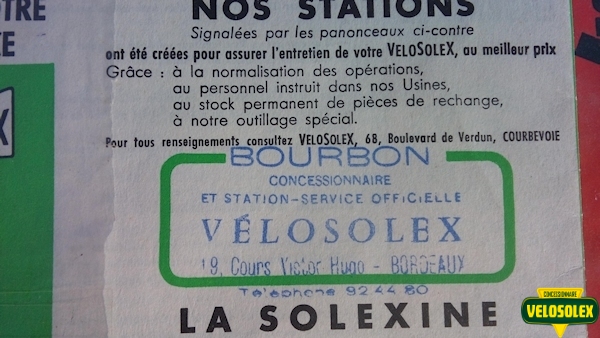 OTRE
CE
X
NOS STATIONS
Signalées par les panonceaux ci-contre
ont été créées pour assurer l'entretien de votre VELOSOLEX, au meilleur prix
Grâce : à la normalisation des opérations,
au personnel instruit dans nos Usines,
au stock permanent de pièces de rechange,
à notre outillage spécial.
Pour tous renseignements consultez VELOSOLEX, 68, Boulevard de Verdun, COURBEVOIE
BOURBON
CONCESSIONNAIRE
ET STATION-SERVICE OFFICIELLE
VÉLOSOLEX
19, Cours Victor Hugo - BORDEAUX
Téléphone 92 44 80
LA SOLEXINE
CONCESSIONNAIRE
VELOSOLEX